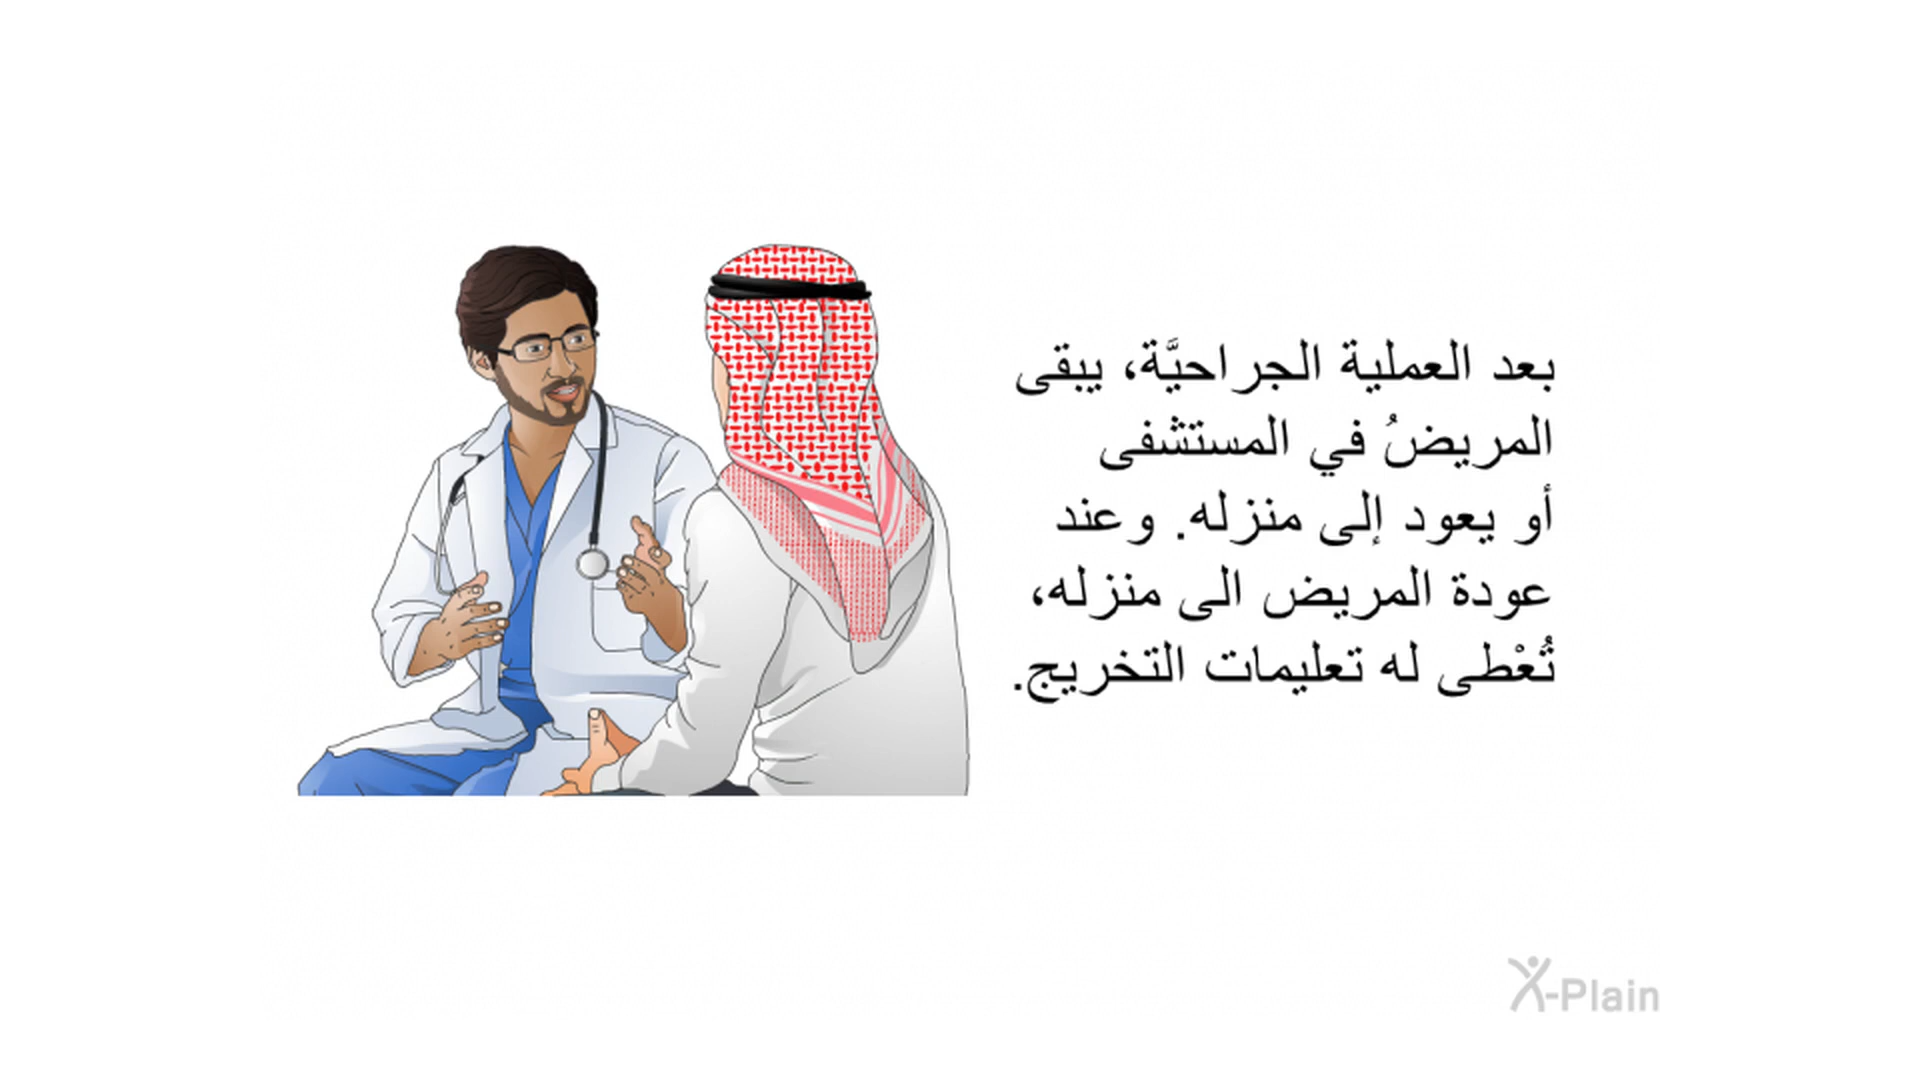 بعد العملية الجراحيَّة، يبقى
المريضُ في المستشفى
أو يعود إلى منزله. وعند
عودة المريض الى منزله،
تُعْطى له تعليمات التخريج.
X-Plain